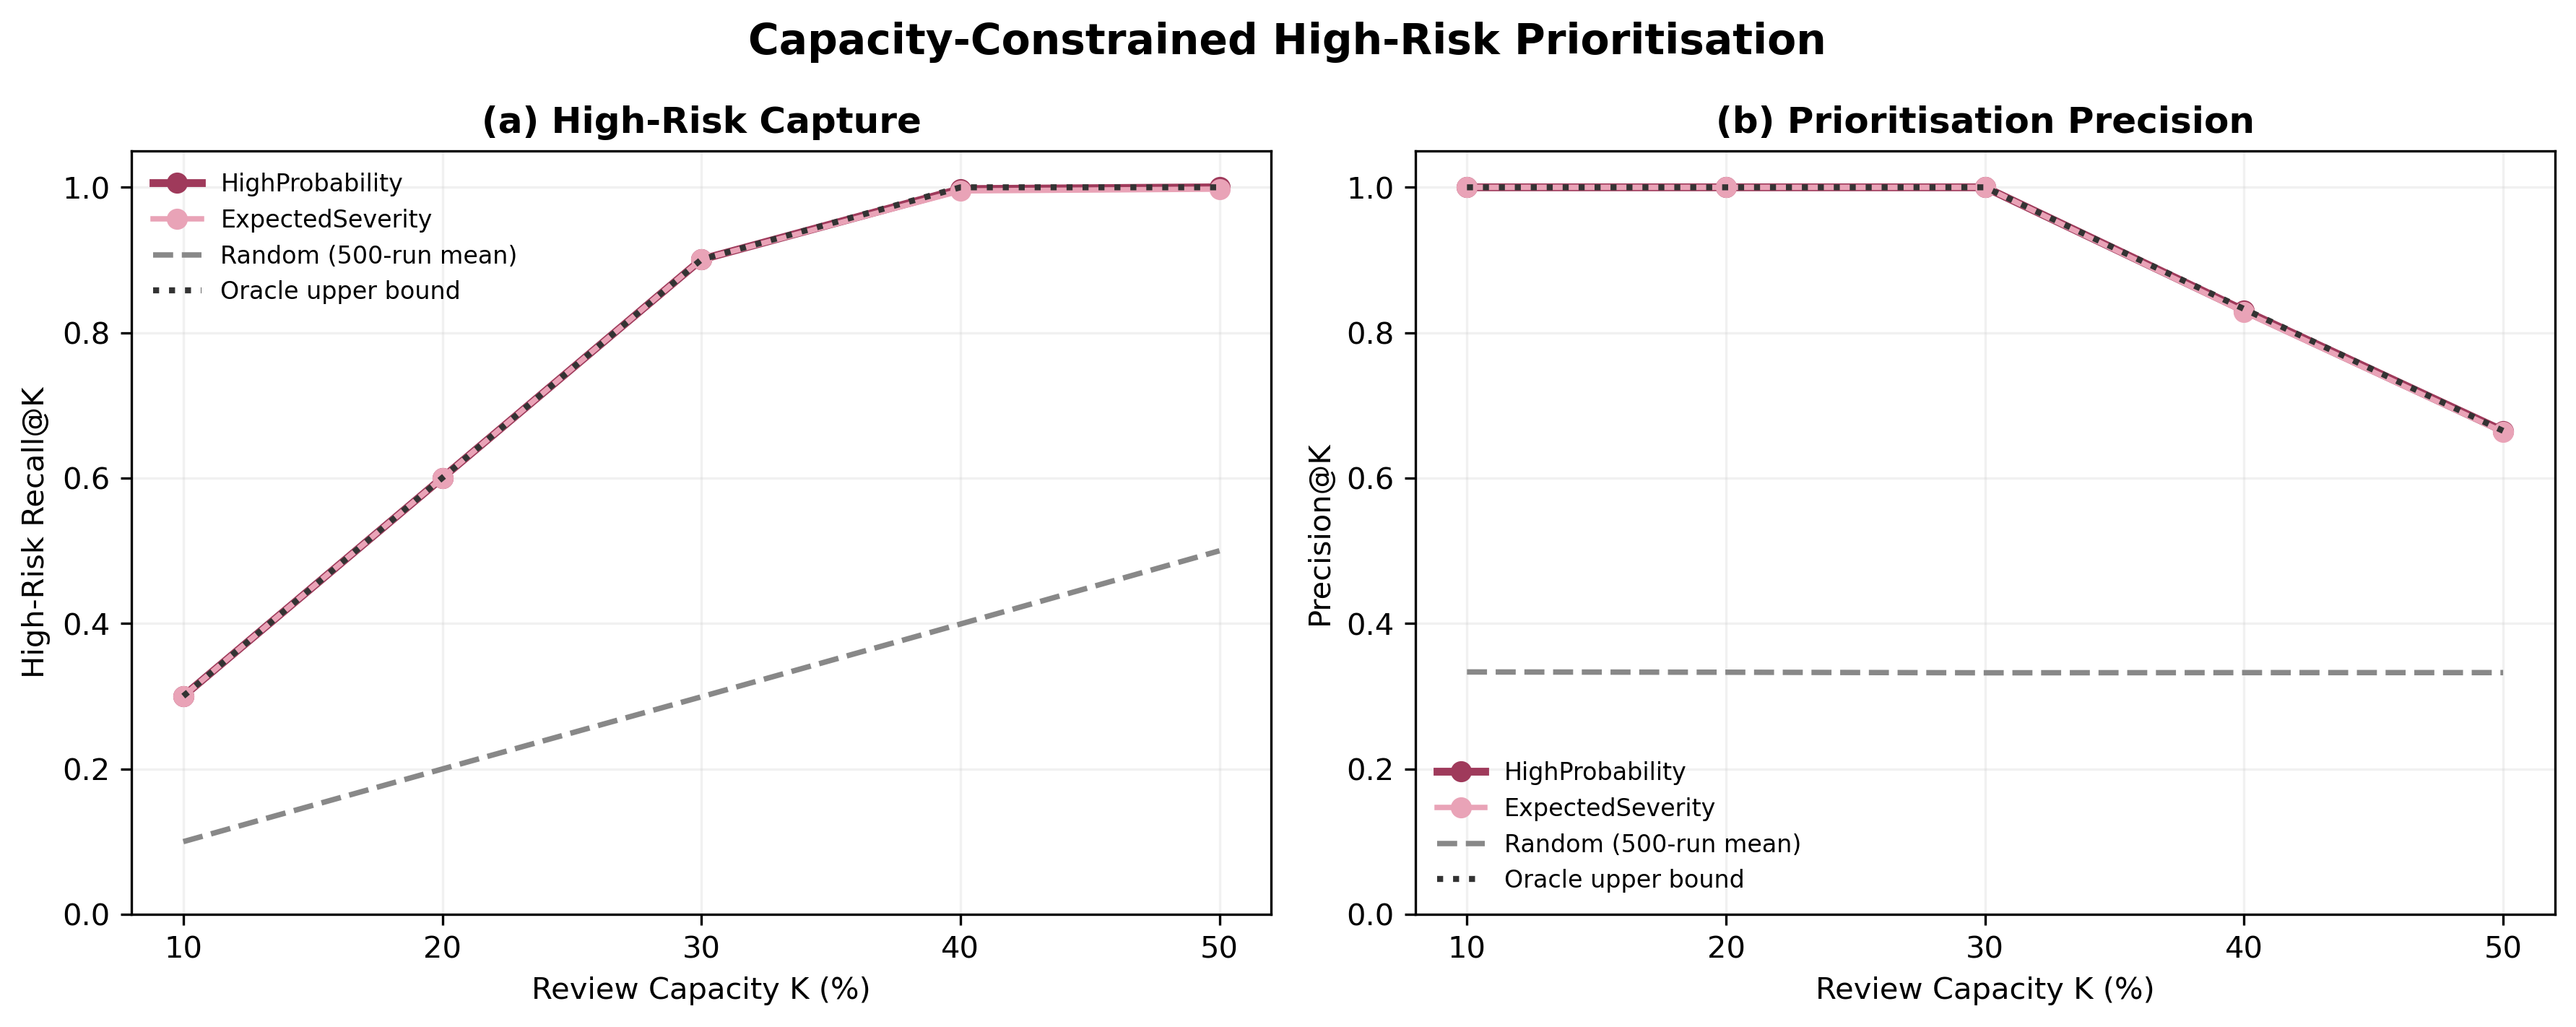 Capacity-Constrained High-Risk Prioritisation
(a) High-Risk Capture
1.0
0.8
0.6
0.4
0.2
0.0
High-Risk Recall@K
HighProbability
ExpectedSeverity
Random (500-run mean)
Oracle upper bound
10 20 30 40 50
Review Capacity K (%)
(b) Prioritisation Precision
1.0
0.8
0.6
0.4
0.2
0.0
Precision@K
HighProbability
ExpectedSeverity
Random (500-run mean)
Oracle upper bound
10 20 30 40 50
Review Capacity K (%)